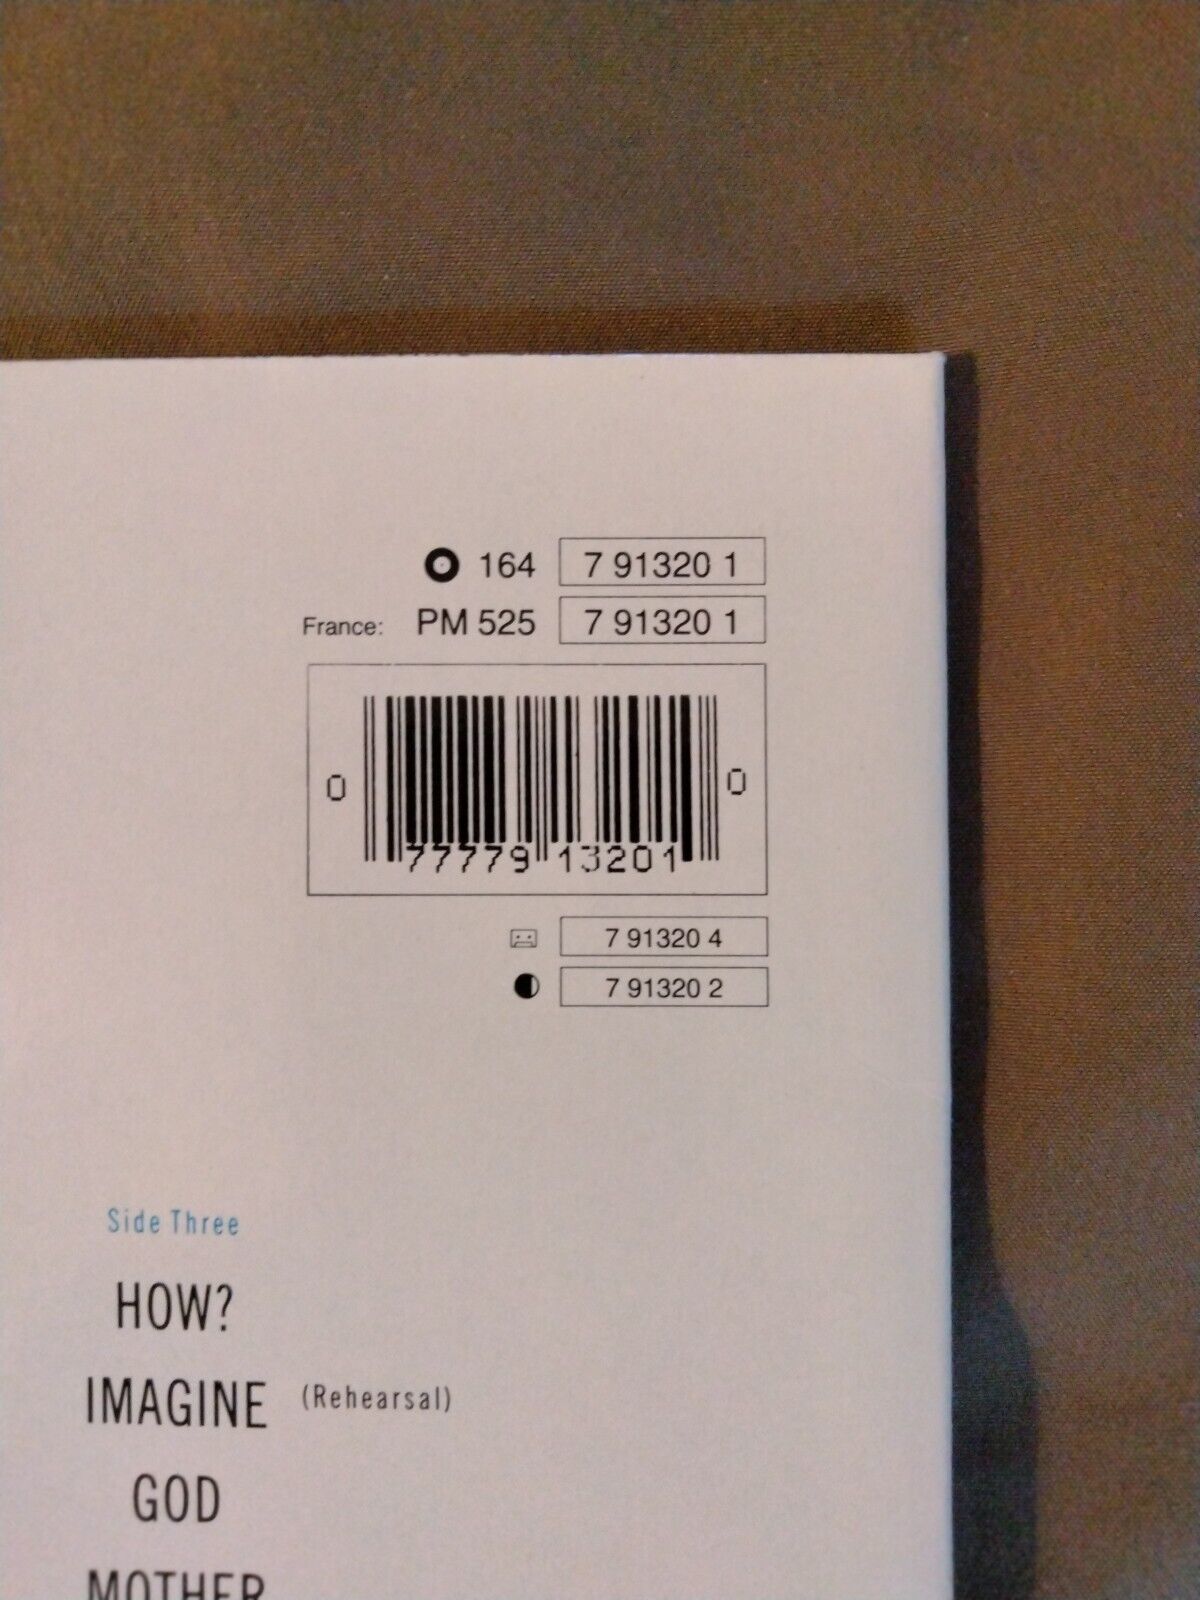 164 7 91320 1
France: PM 525 7 91320 1
0 77779 13201 0
7 91320 4
7 91320 2
Side Three
HOW?
IMAGINE (Rehearsal)
GOD
MOTHER